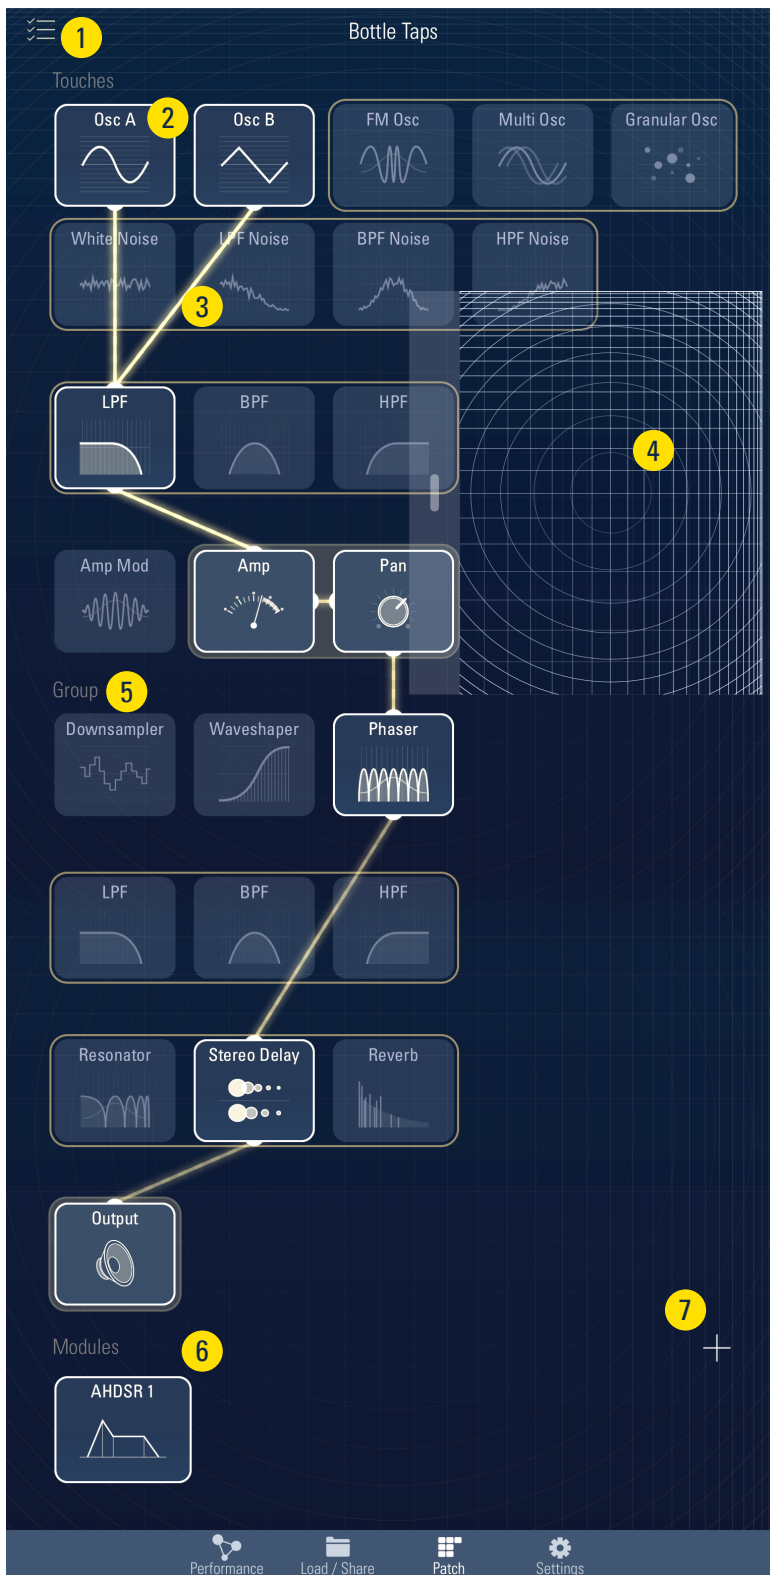 1
Bottle Taps
Touches
Osc A
2
Osc B
FM Osc
Multi Osc
Granular Osc
White Noise
LPF Noise
BPF Noise
HPF Noise
3
LPF
BPF
HPF
4
Amp Mod
Amp
Pan
Group
5
Downsampler
Waveshaper
Phaser
LPF
BPF
HPF
Resonator
Stereo Delay
Reverb
Output
7
Modules
6
AHDSR 1
Performance
Load / Share
Patch
Settings